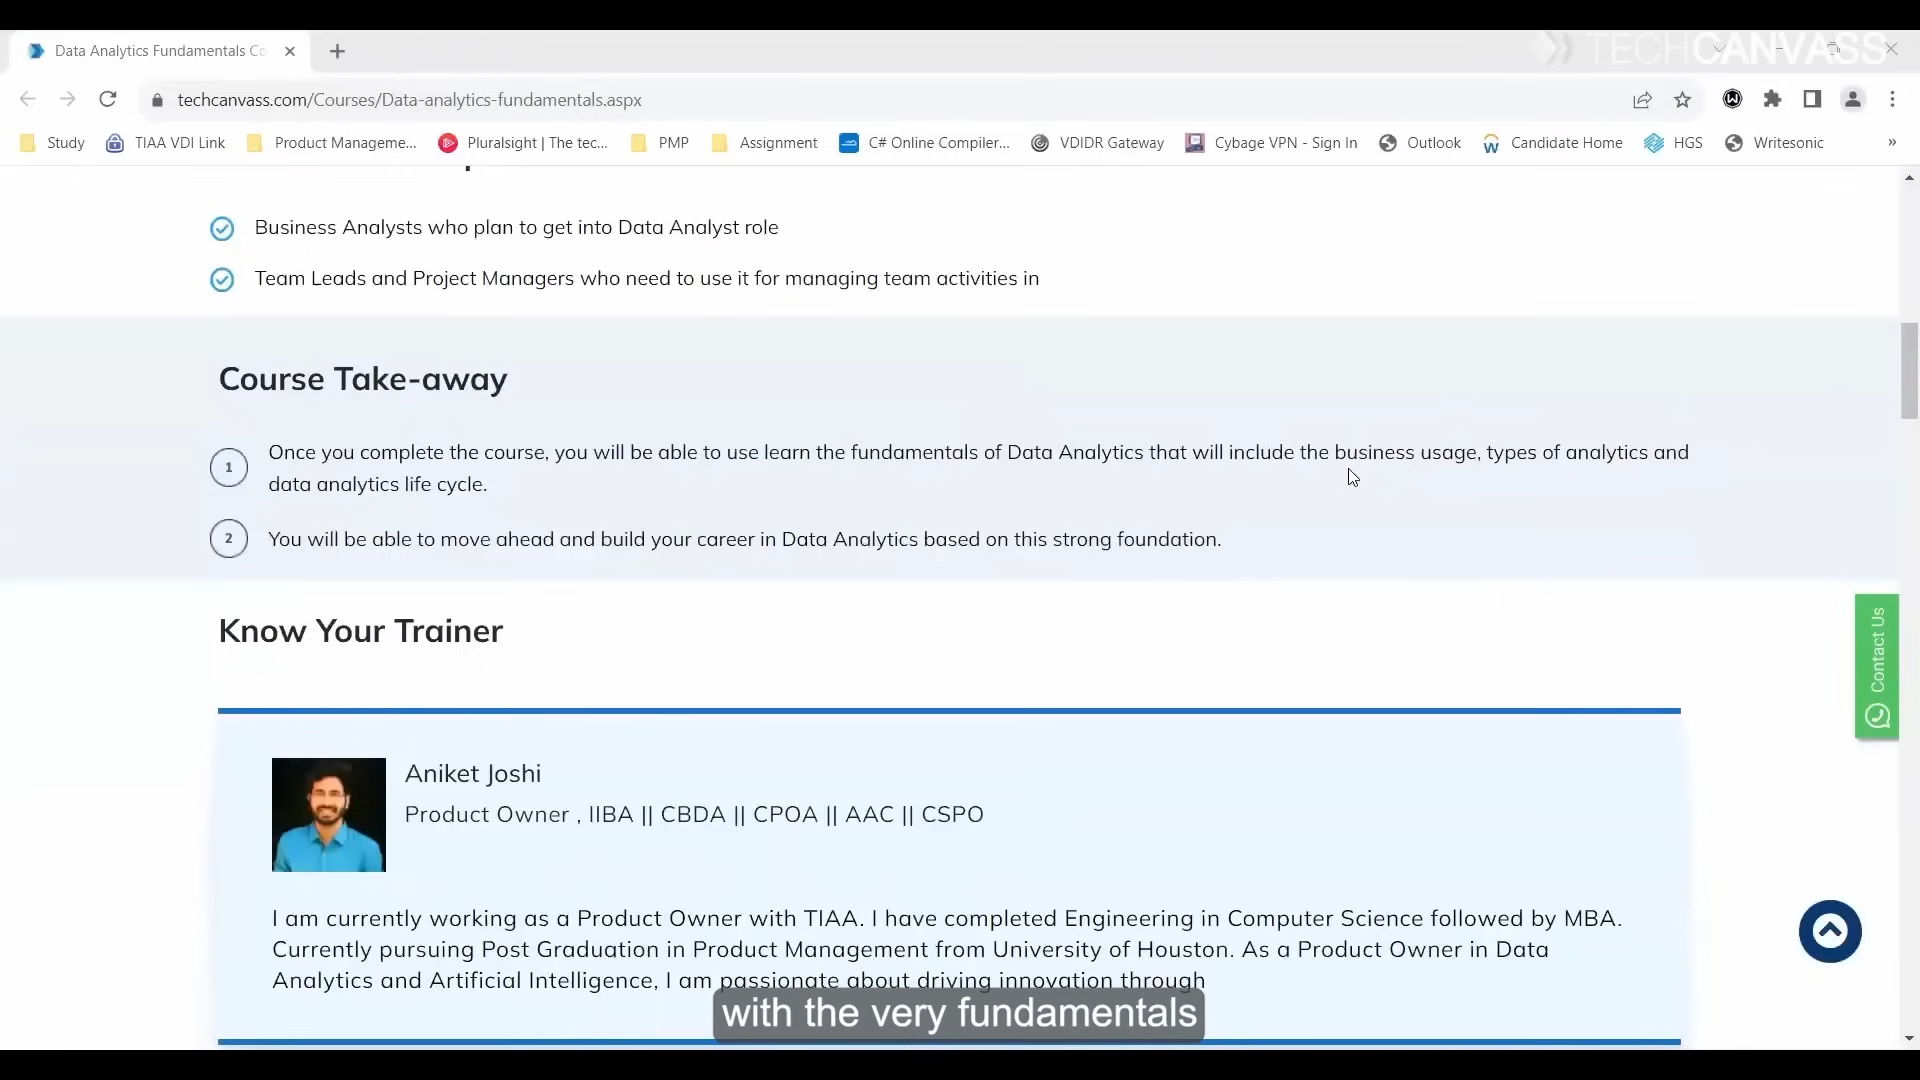 Data Analytics Fundamentals Co
TECHCANVASS
techcanvass.com/Courses/Data-analytics-fundamentals.aspx
Study
TIAA VDI Link
Product Manageme...
Pluralsight | The tec...
PMP
Assignment
C# Online Compiler...
VDIDR Gateway
Cybage VPN - Sign In
Outlook
Candidate Home
HGS
Writesonic
»
Business Analysts who plan to get into Data Analyst role
Team Leads and Project Managers who need to use it for managing team activities in
Course Take-away
1
Once you complete the course, you will be able to use learn the fundamentals of Data Analytics that will include the business usage, types of analytics and
data analytics life cycle.
2
You will be able to move ahead and build your career in Data Analytics based on this strong foundation.
Contact Us
Know Your Trainer
Aniket Joshi
Product Owner , IIBA || CBDA || CPOA || AAC || CSPO
I am currently working as a Product Owner with TIAA. I have completed Engineering in Computer Science followed by MBA.
Currently pursuing Post Graduation in Product Management from University of Houston. As a Product Owner in Data
Analytics and Artificial Intelligence, I am passionate about driving innovation through
with the very fundamentals